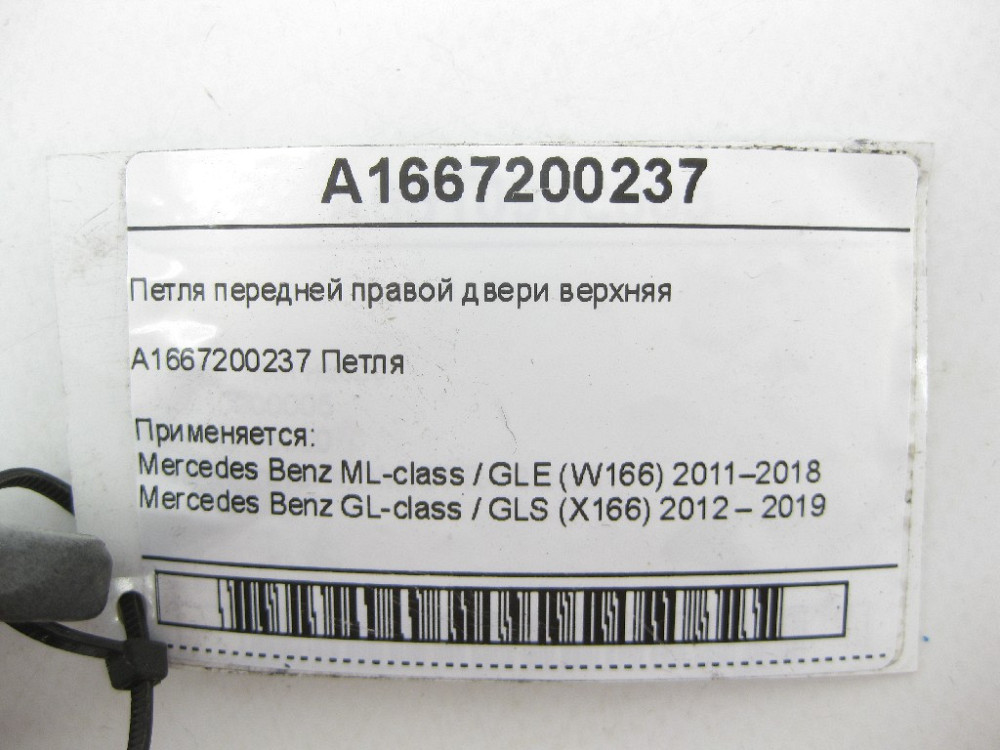 A1667200237
Петля передней правой двери верхняя
A1667200237 Петля
Применяется:
Mercedes Benz ML-class / GLE (W166) 2011–2018
Mercedes Benz GL-class / GLS (X166) 2012 – 2019